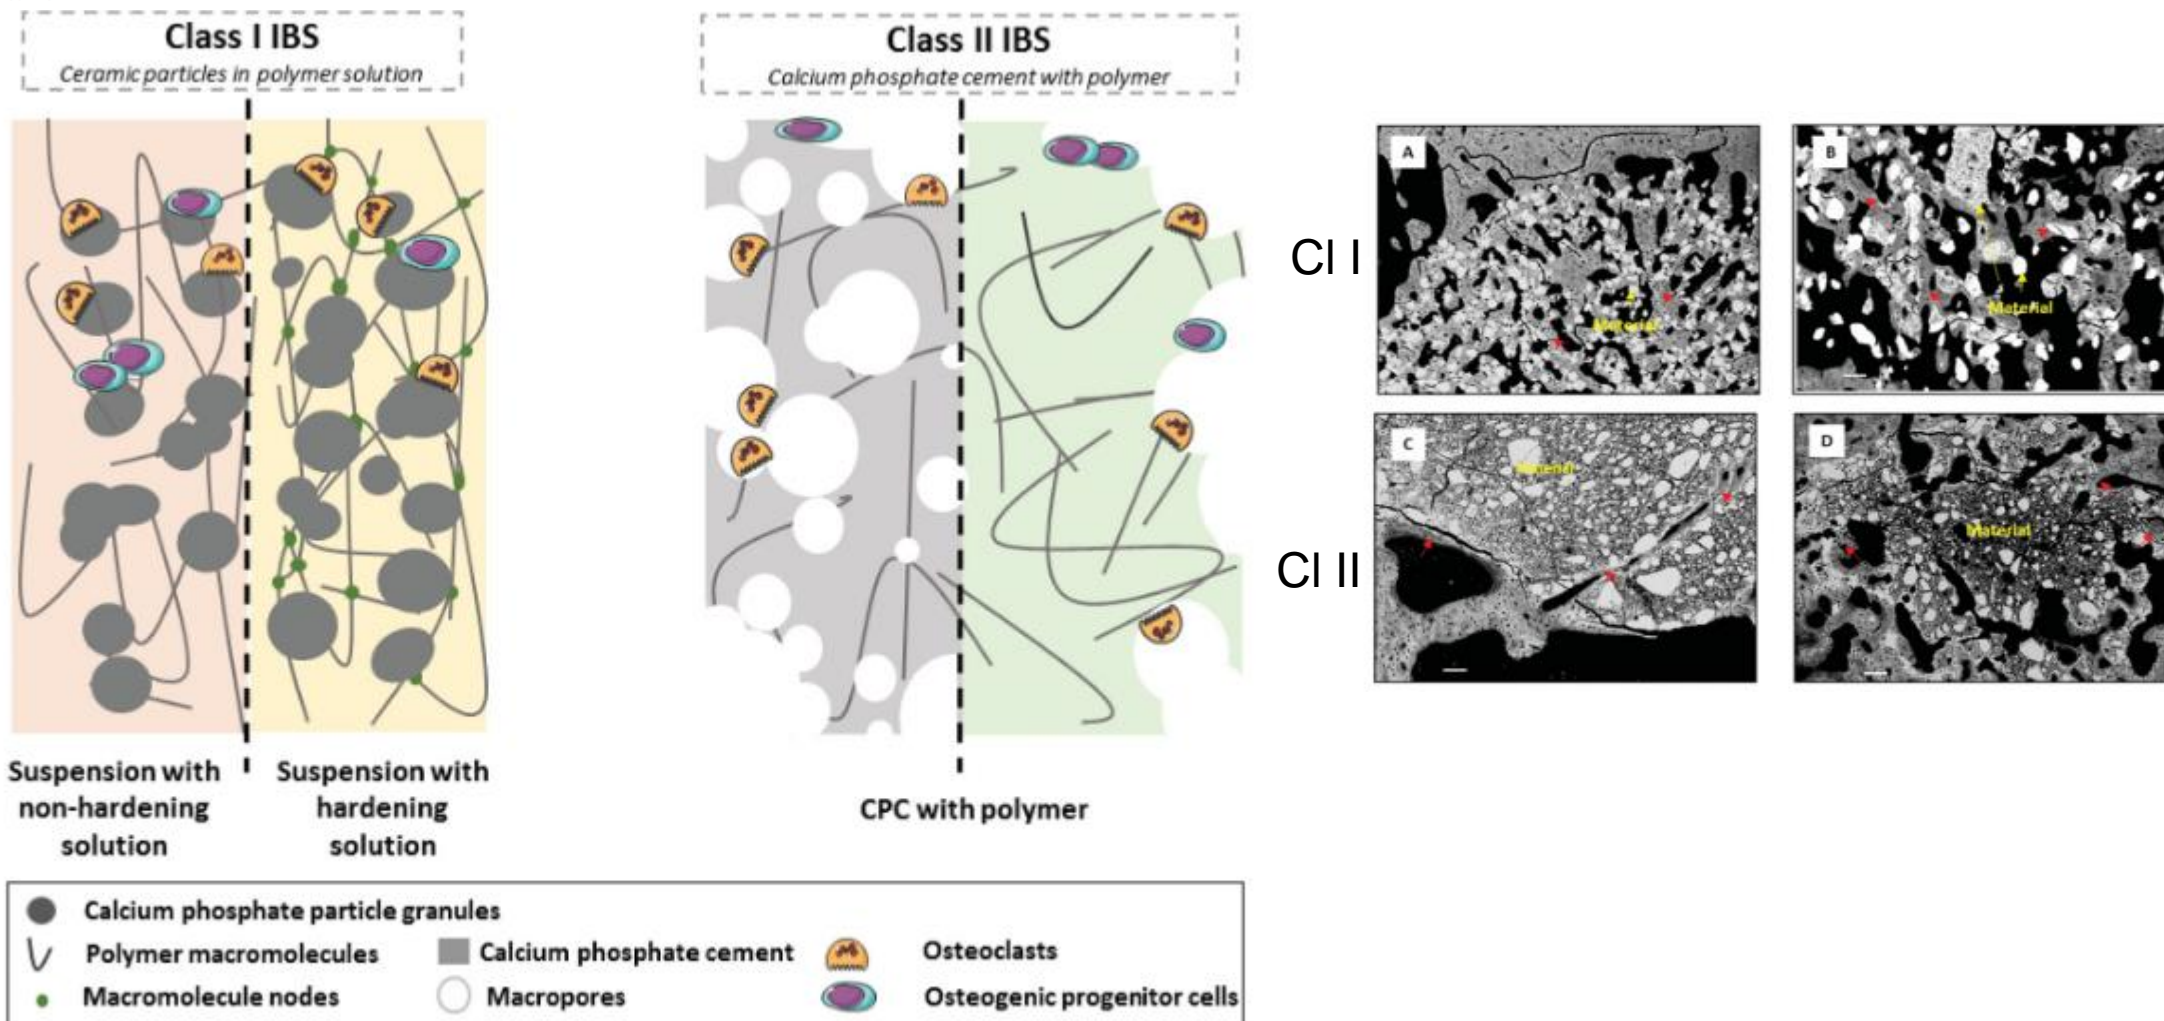 Class I IBS
Ceramic particles in polymer solution
Class II IBS
Calcium phosphate cement with polymer
Suspension with
non-hardening
solution
Suspension with
hardening
solution
CPC with polymer
Calcium phosphate particle granules
Polymer macromolecules
Macromolecule nodes
Calcium phosphate cement
Macropores
Osteoclasts
Osteogenic progenitor cells
Cl I
Cl II
A
Material
B
Material
C
Material
D
Material